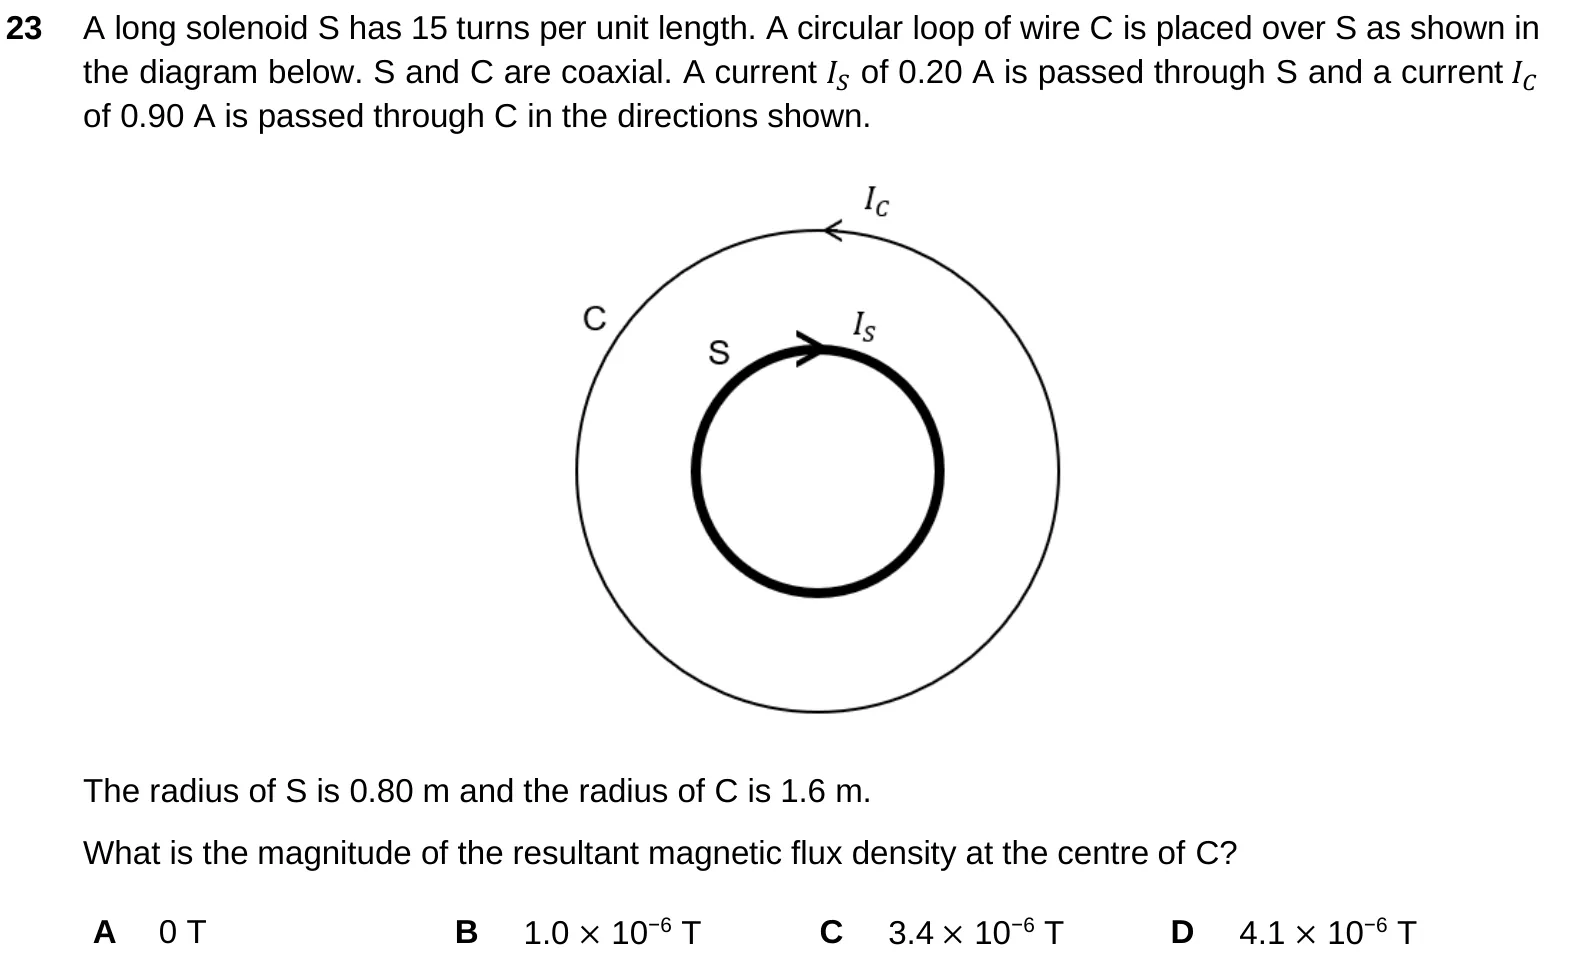 23 A long solenoid S has 15 turns per unit length. A circular loop of wire C is placed over S as shown in
the diagram below. S and C are coaxial. A current I_S of 0.20 A is passed through S and a current I_C
of 0.90 A is passed through C in the directions shown.
I_C
C
I_S
S
The radius of S is 0.80 m and the radius of C is 1.6 m.
What is the magnitude of the resultant magnetic flux density at the centre of C?
A 0 T B 1.0 × 10⁻⁶ T C 3.4 × 10⁻⁶ T D 4.1 × 10⁻⁶ T